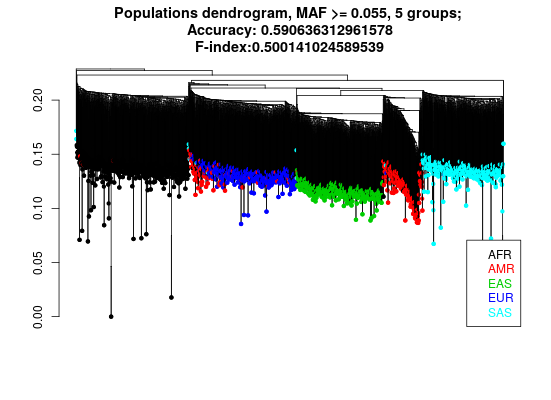 Populations dendrogram, MAF >= 0.055, 5 groups;
Accuracy: 0.590636312961578
F-index:0.500141024589539
0.20
0.15
0.10
0.05
0.00
AFR
AMR
EAS
EUR
SAS